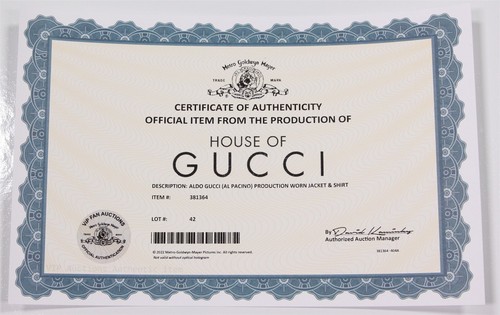 Metro Goldwyn Mayer
TRADE MARK
CERTIFICATE OF AUTHENTICITY
OFFICIAL ITEM FROM THE PRODUCTION OF
HOUSE OF
GUCCI
DESCRIPTION: ALDO GUCCI (AL PACINO) PRODUCTION WORN JACKET & SHIRT
ITEM #: 381364
LOT #: 42
VIP FAN AUCTIONS
OFFICIAL AUTHENTICATION
By
Authorized Auction Manager
© 2022 Metro-Goldwyn-Mayer Pictures Inc. All rights reserved.
Not valid without optical hologram